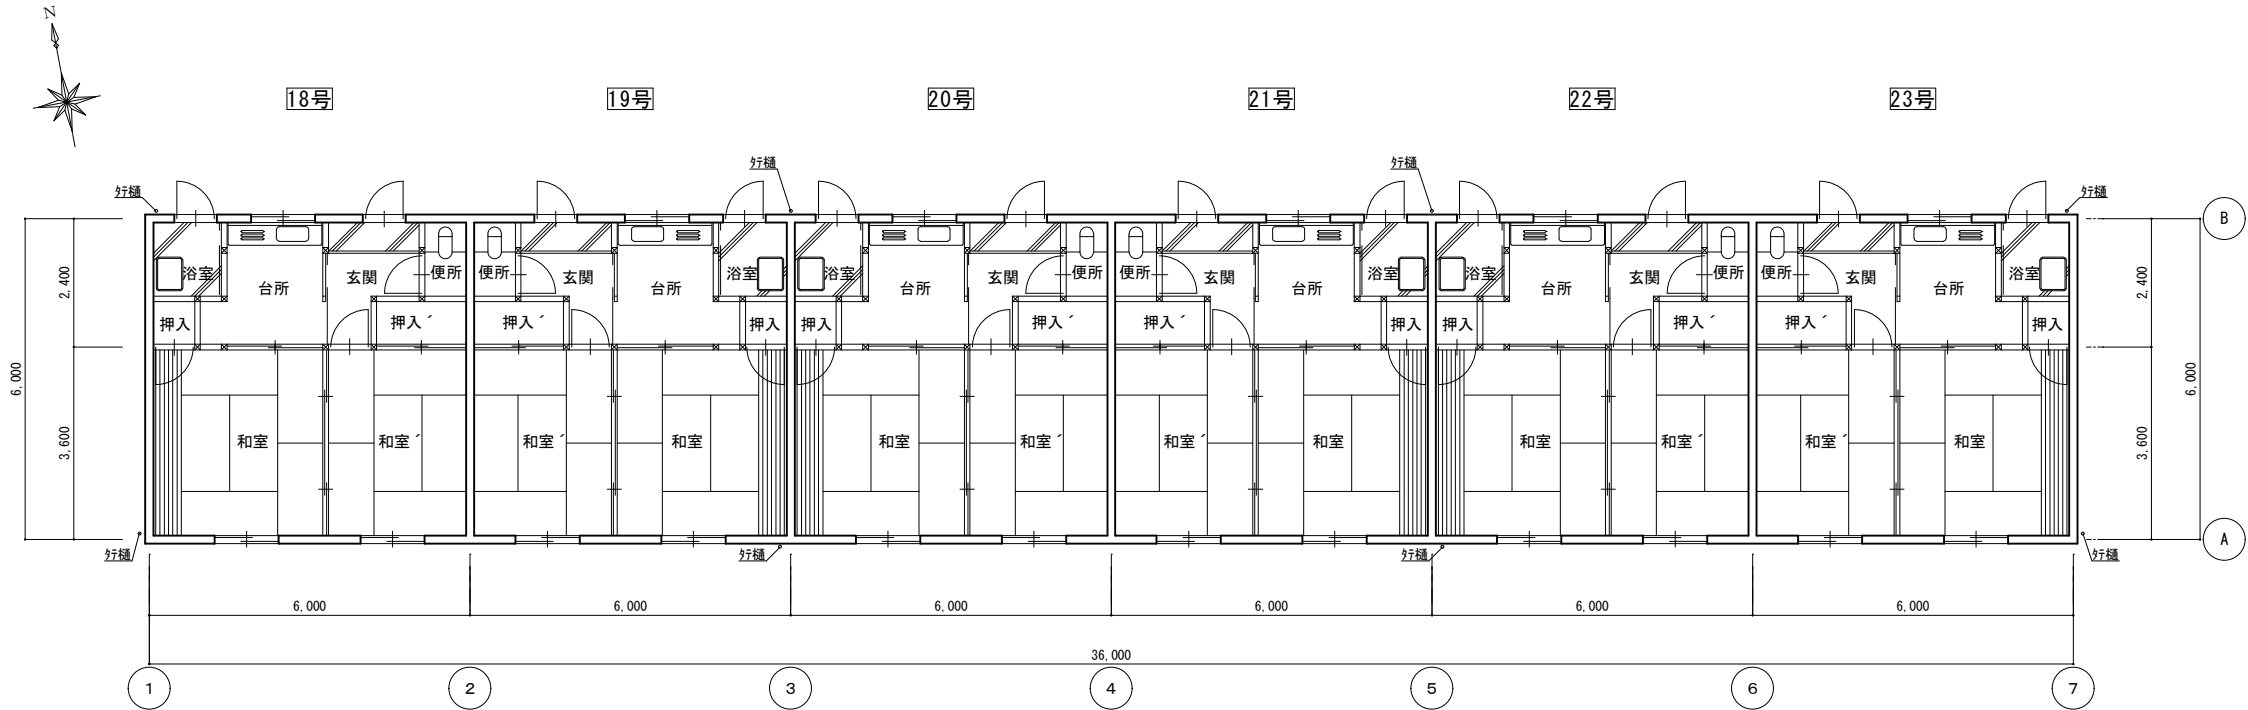 N
18号
19号
20号
21号
22号
23号
ﾀﾃ樋
ﾀﾃ樋
ﾀﾃ樋
ﾀﾃ樋
B
2,400
2,400
6,000
6,000
3,600
3,600
浴室
台所
玄関
便所
押入
押入´
和室
和室´
便所
玄関
台所
浴室
押入´
押入
和室´
和室
浴室
台所
玄関
便所
押入
押入´
和室
和室´
便所
玄関
台所
浴室
押入´
押入
和室´
和室
浴室
台所
玄関
便所
押入
押入´
和室
和室´
便所
玄関
台所
浴室
押入´
押入
和室´
和室
A
ﾀﾃ樋
ﾀﾃ樋
ﾀﾃ樋
ﾀﾃ樋
6,000
6,000
6,000
6,000
6,000
6,000
36,000
1
2
3
4
5
6
7